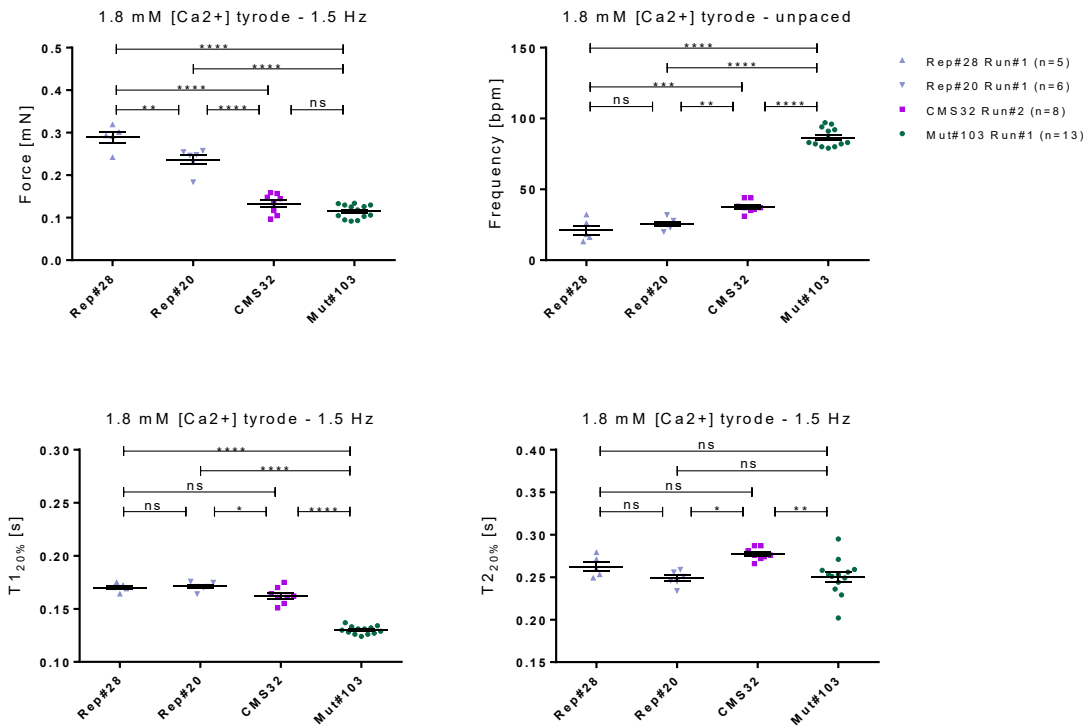 1.8 mM [Ca2+] tyrode - 1.5 Hz
0.5
0.4
0.3
0.2
0.1
0.0
Force [mN]
****
****
****
** **** ns
Rep#28 Rep#20 CMS32 Mut#103
1.8 mM [Ca2+] tyrode - unpaced
150
100
50
0
Frequency [bpm]
****
****
***
ns ** ****
Rep#28 Rep#20 CMS32 Mut#103
Rep#28 Run#1 (n=5)
Rep#20 Run#1 (n=6)
CMS32 Run#2 (n=8)
Mut#103 Run#1 (n=13)
1.8 mM [Ca2+] tyrode - 1.5 Hz
0.30
0.25
0.20
0.15
0.10
T120% [s]
****
****
ns
ns * ****
Rep#28 Rep#20 CMS32 Mut#103
1.8 mM [Ca2+] tyrode - 1.5 Hz
0.40
0.35
0.30
0.25
0.20
0.15
T220% [s]
ns
ns
ns
ns * **
Rep#28 Rep#20 CMS32 Mut#103